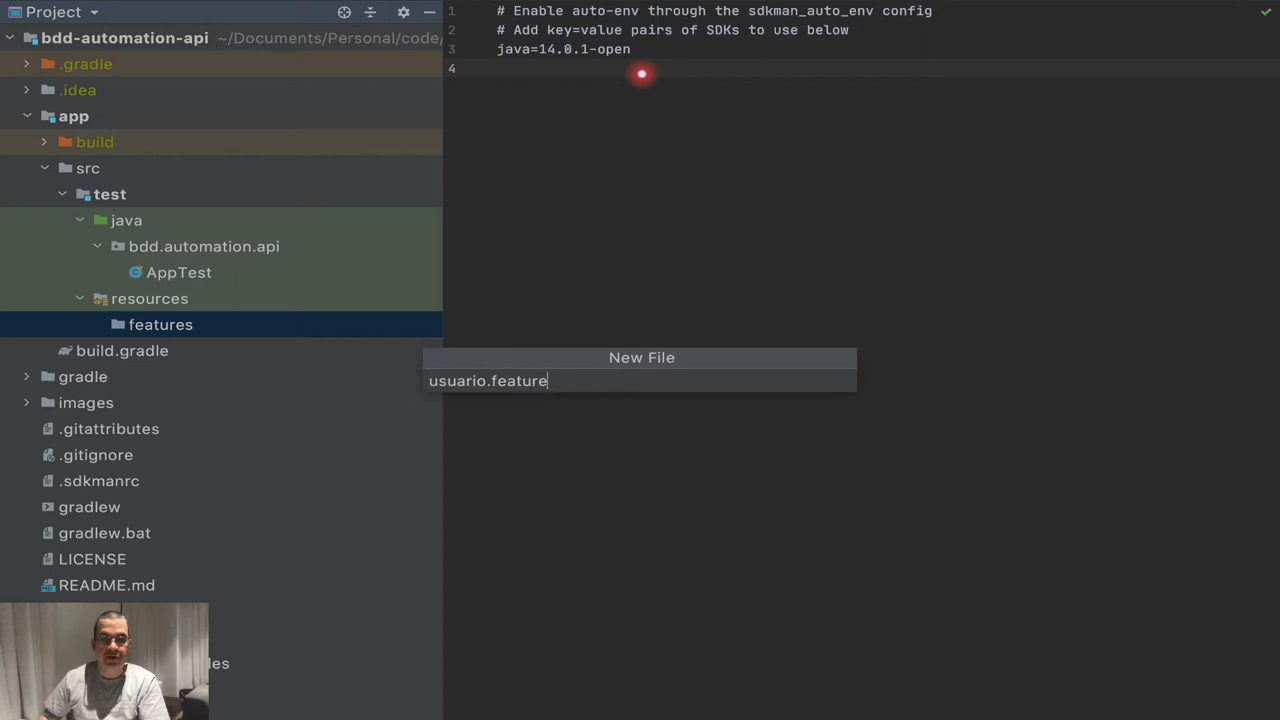 Project
bdd-automation-api ~/Documents/Personal/code/
.gradle
.idea
app
build
src
test
java
bdd.automation.api
AppTest
resources
features
build.gradle
gradle
images
.gitattributes
.gitignore
.sdkmanrc
gradlew
gradlew.bat
LICENSE
README.md
les
1 # Enable auto-env through the sdkman_auto_env config
2 # Add key=value pairs of SDKs to use below
3 java=14.0.1-open
4
New File
usuario.feature